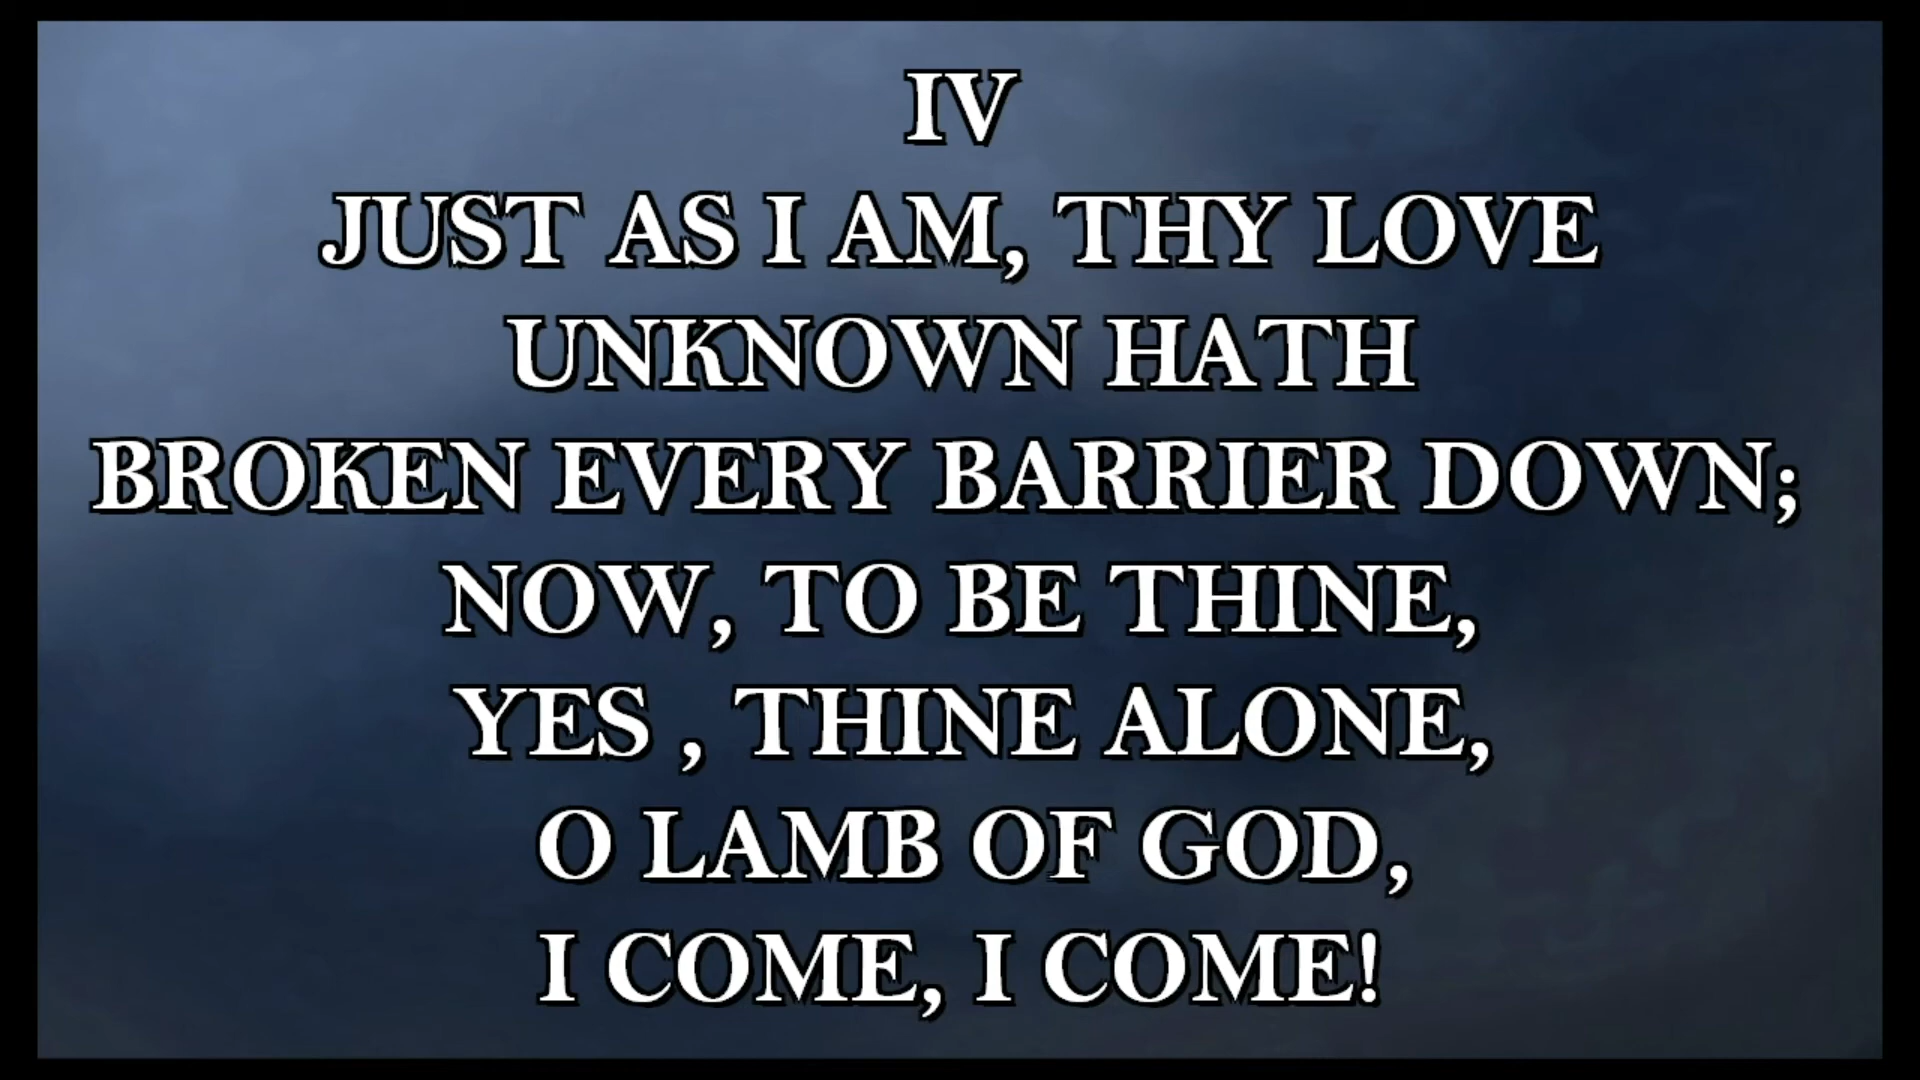 IV
JUST AS I AM, THY LOVE
UNKNOWN HATH
BROKEN EVERY BARRIER DOWN;
NOW, TO BE THINE,
YES , THINE ALONE,
O LAMB OF GOD,
I COME, I COME!